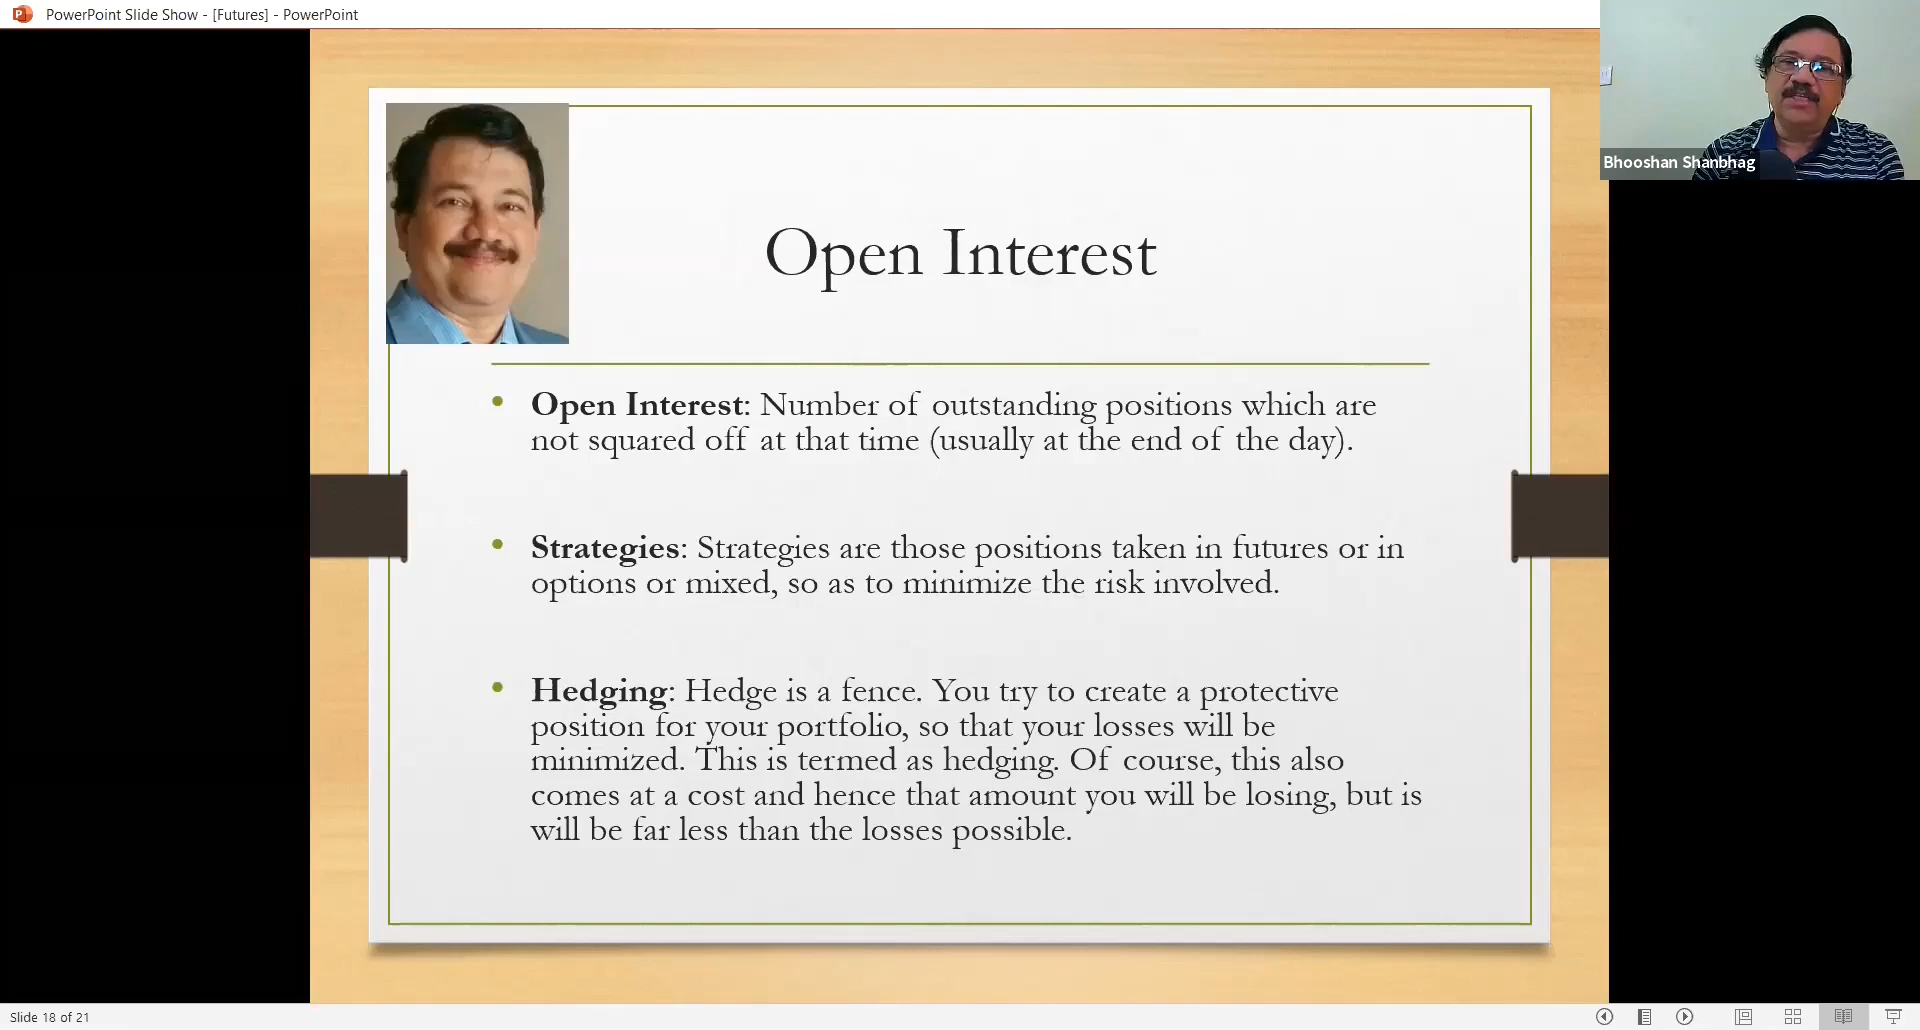 PowerPoint Slide Show - [Futures] - PowerPoint
Bhooshan Shanbhag
Open Interest
• Open Interest: Number of outstanding positions which are
not squared off at that time (usually at the end of the day).
• Strategies: Strategies are those positions taken in futures or in
options or mixed, so as to minimize the risk involved.
• Hedging: Hedge is a fence. You try to create a protective
position for your portfolio, so that your losses will be
minimized. This is termed as hedging. Of course, this also
comes at a cost and hence that amount you will be losing, but is
will be far less than the losses possible.
Slide 18 of 21